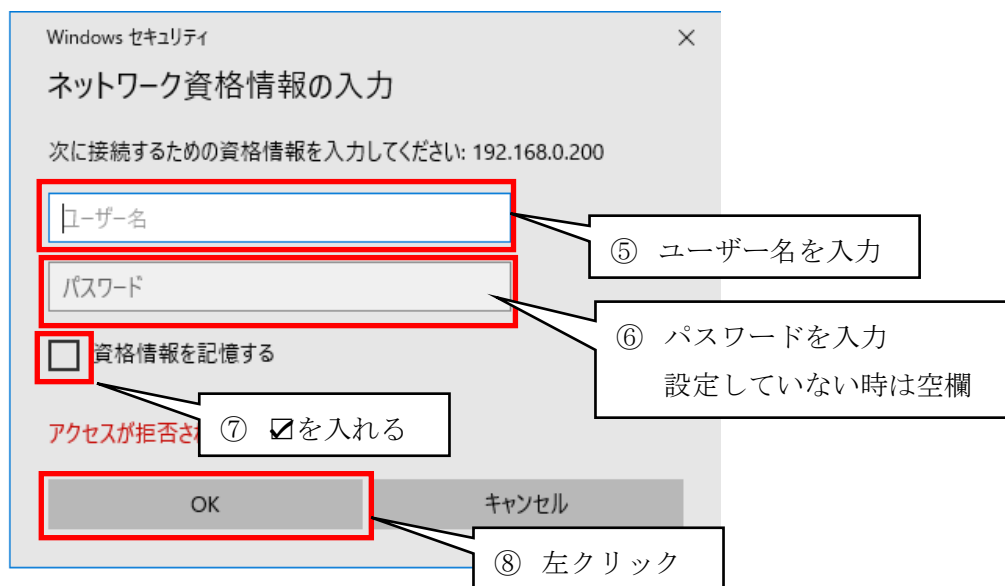 Windows セキュリティ
ネットワーク資格情報の入力
次に接続するための資格情報を入力してください: 192.168.0.200
ユーザー名
⑤ ユーザー名を入力
パスワード
⑥ パスワードを入力
設定していない時は空欄
資格情報を記憶する
⑦ ☑を入れる
アクセスが拒否さ
OK
キャンセル
⑧ 左クリック